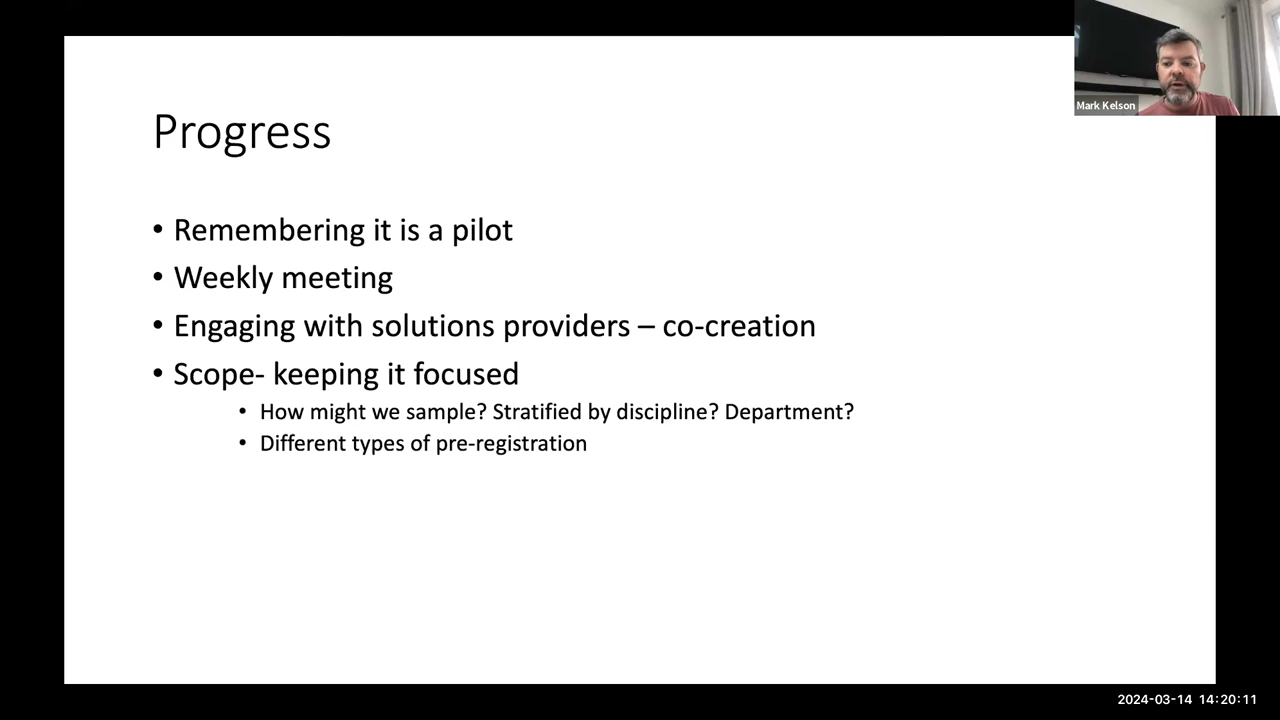 Progress
• Remembering it is a pilot
• Weekly meeting
• Engaging with solutions providers – co-creation
• Scope- keeping it focused
• How might we sample? Stratified by discipline? Department?
• Different types of pre-registration
Mark Kelson
2024-03-14 14:20:11